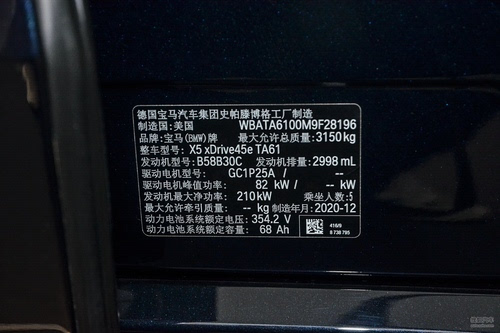 德国宝马汽车集团史帕滕博格工厂制造
制造国:美国 WBATA6100M9F28196
品牌:宝马(BMW)牌 最大允许总质量:3150kg
整车型号: X5 xDrive45e TA61
发动机型号: B58B30C 发动机排量: 2998 mL
驱动电机型号: GC1P25A
驱动电机峰值功率: 82 kW / -- kW / -- kW
发动机最大净功率: 210kW 乘坐人数: 5
最大允许牵引质量: -- kg 制造年月: 2020-12
动力电池系统额定电压: 354.2 V
动力电池系统额定容量: 68 Ah
416/9
8 738 795